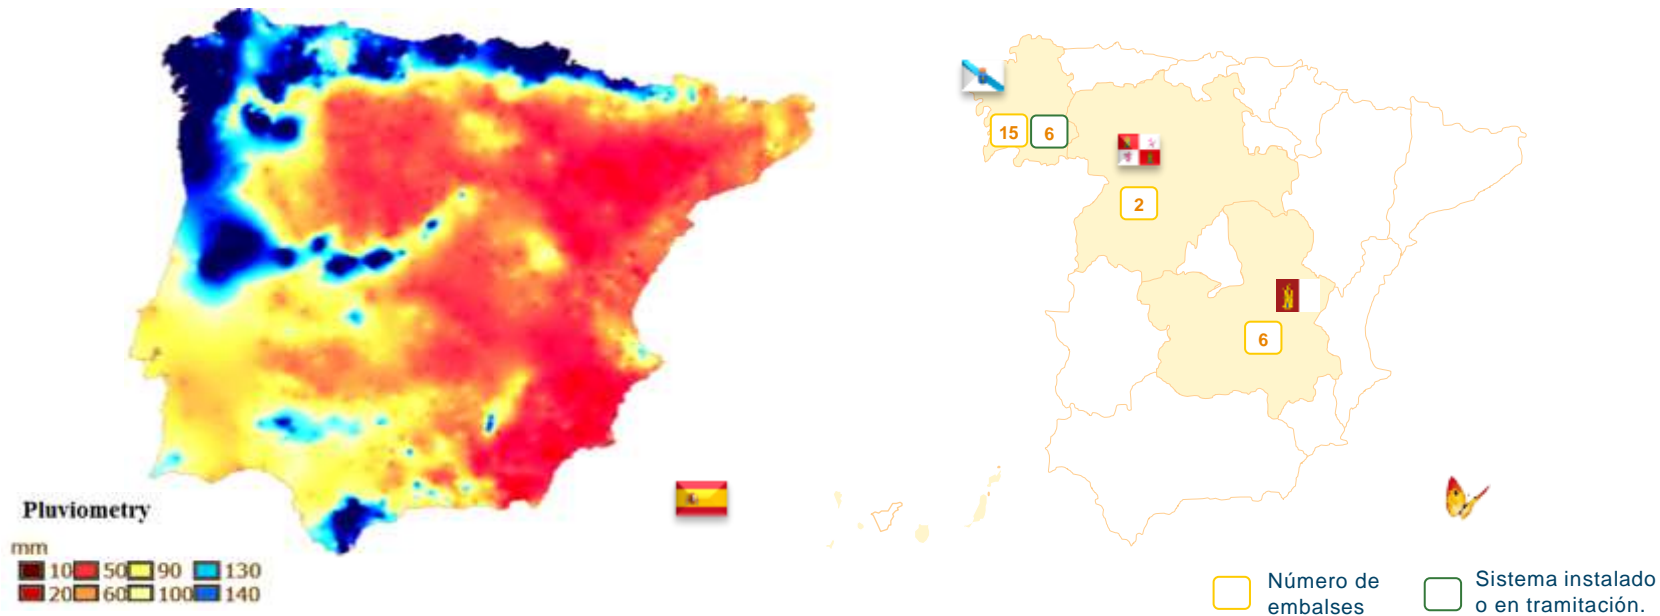 15
6
2
6
Pluviometry
mm
10 50 90 130
20 60 100 140
Número de
embalses
Sistema instalado
o en tramitación.